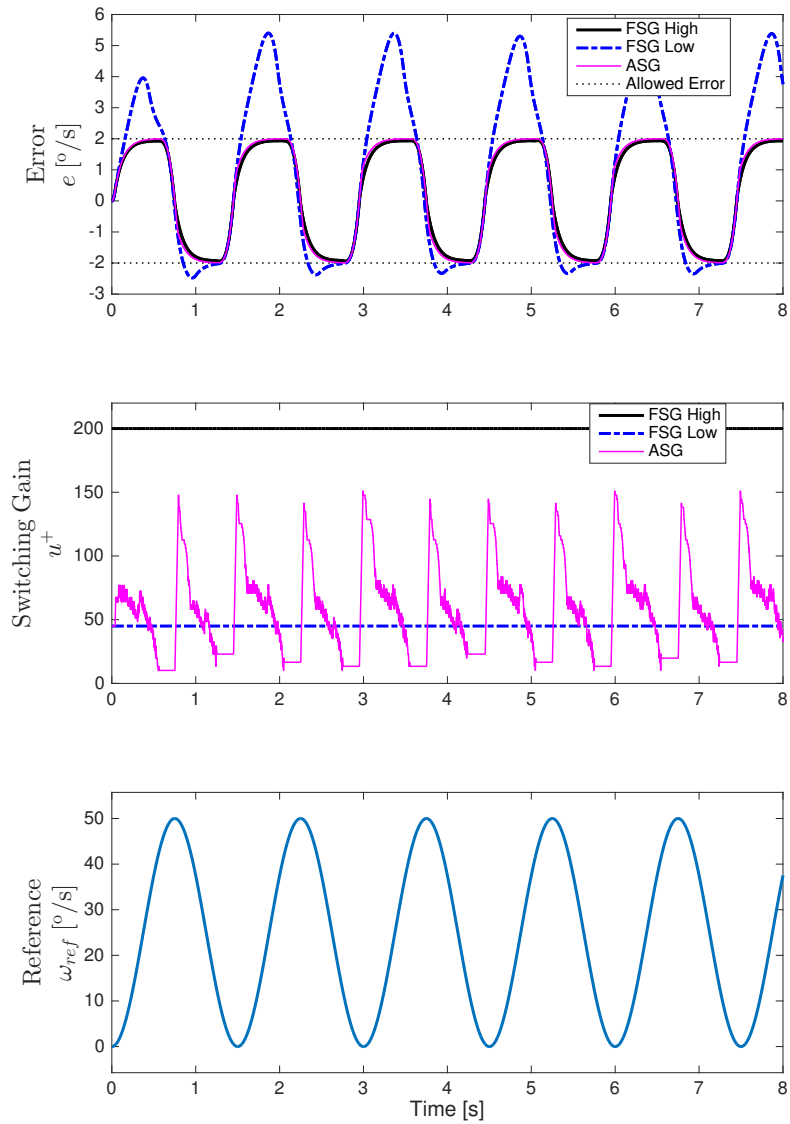 6
5
4
3
2
1
0
-1
-2
-3
Error
e [°/s]
FSG High
FSG Low
ASG
Allowed Error
0 1 2 3 4 5 6 7 8
200
150
100
50
0
Switching Gain
u⁺
FSG High
FSG Low
ASG
0 1 2 3 4 5 6 7 8
50
40
30
20
10
0
Reference
ω_ref [°/s]
0 1 2 3 4 5 6 7 8
Time [s]